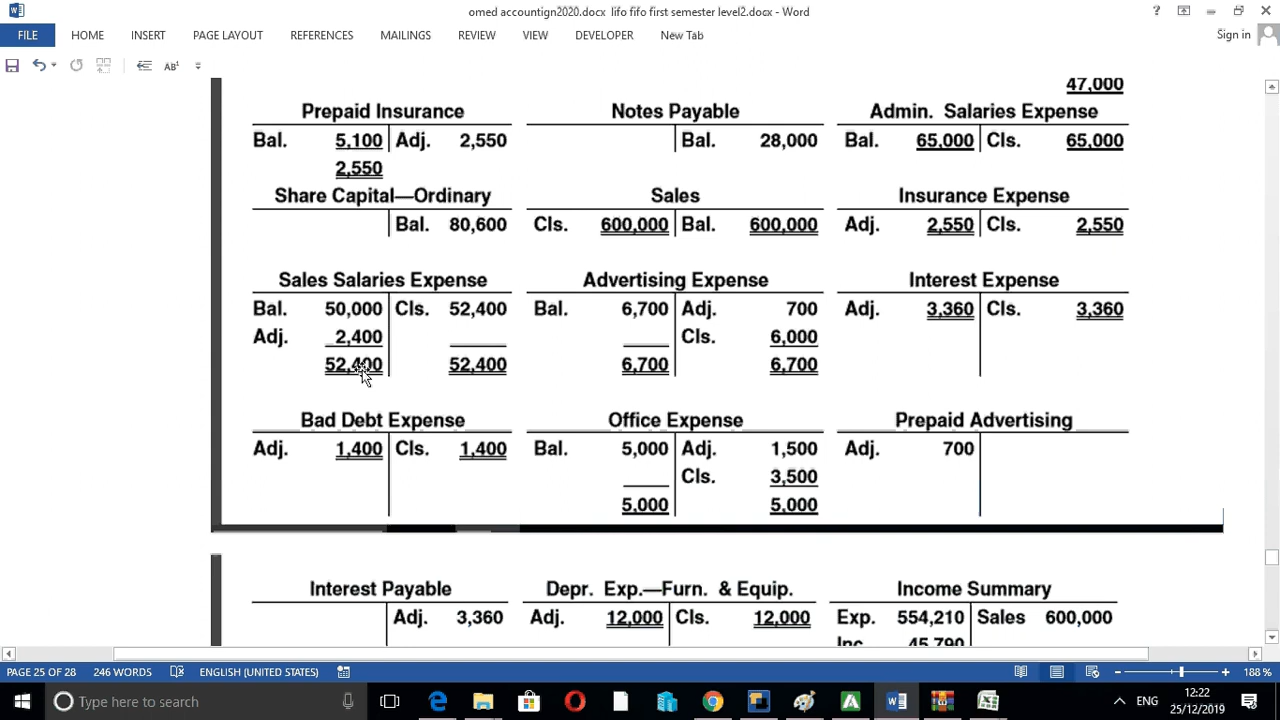 omed accountign2020.docx lifo fifo first semester level2.docx - Word
FILE HOME INSERT PAGE LAYOUT REFERENCES MAILINGS REVIEW VIEW DEVELOPER New Tab Sign in
47,000
Prepaid Insurance Notes Payable Admin. Salaries Expense
Bal. 5,100 Adj. 2,550 Bal. 28,000 Bal. 65,000 Cls. 65,000
2,550
Share Capital—Ordinary Sales Insurance Expense
Bal. 80,600 Cls. 600,000 Bal. 600,000 Adj. 2,550 Cls. 2,550
Sales Salaries Expense Advertising Expense Interest Expense
Bal. 50,000 Cls. 52,400 Bal. 6,700 Adj. 700 Adj. 3,360 Cls. 3,360
Adj. 2,400 Cls. 6,000
52,400 52,400 6,700 6,700
Bad Debt Expense Office Expense Prepaid Advertising
Adj. 1,400 Cls. 1,400 Bal. 5,000 Adj. 1,500 Adj. 700
Cls. 3,500
5,000 5,000
Interest Payable Depr. Exp.—Furn. & Equip. Income Summary
Adj. 3,360 Adj. 12,000 Cls. 12,000 Exp. 554,210 Sales 600,000
Inc. 45,790
PAGE 25 OF 28 246 WORDS ENGLISH (UNITED STATES) 188 %
Type here to search ENG 12:22
25/12/2019